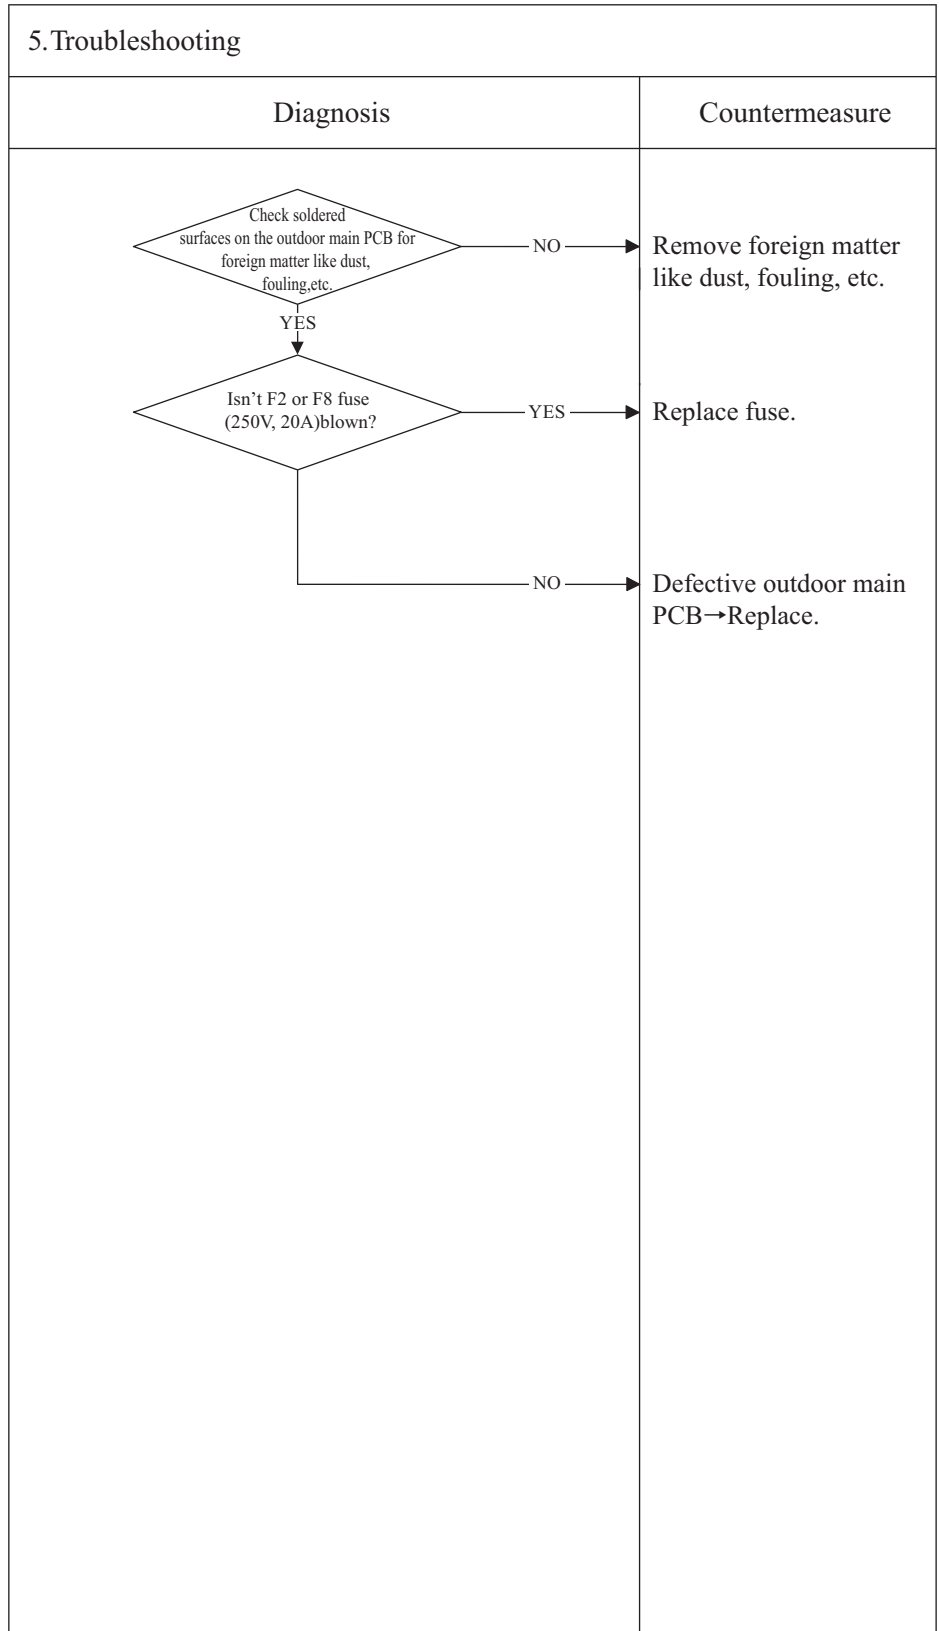 5.Troubleshooting
Diagnosis
Countermeasure
Check soldered
surfaces on the outdoor main PCB for
foreign matter like dust,
fouling,etc.
NO
Remove foreign matter
like dust, fouling, etc.
YES
Isn't F2 or F8 fuse
(250V, 20A)blown?
YES
Replace fuse.
NO
Defective outdoor main
PCB→Replace.